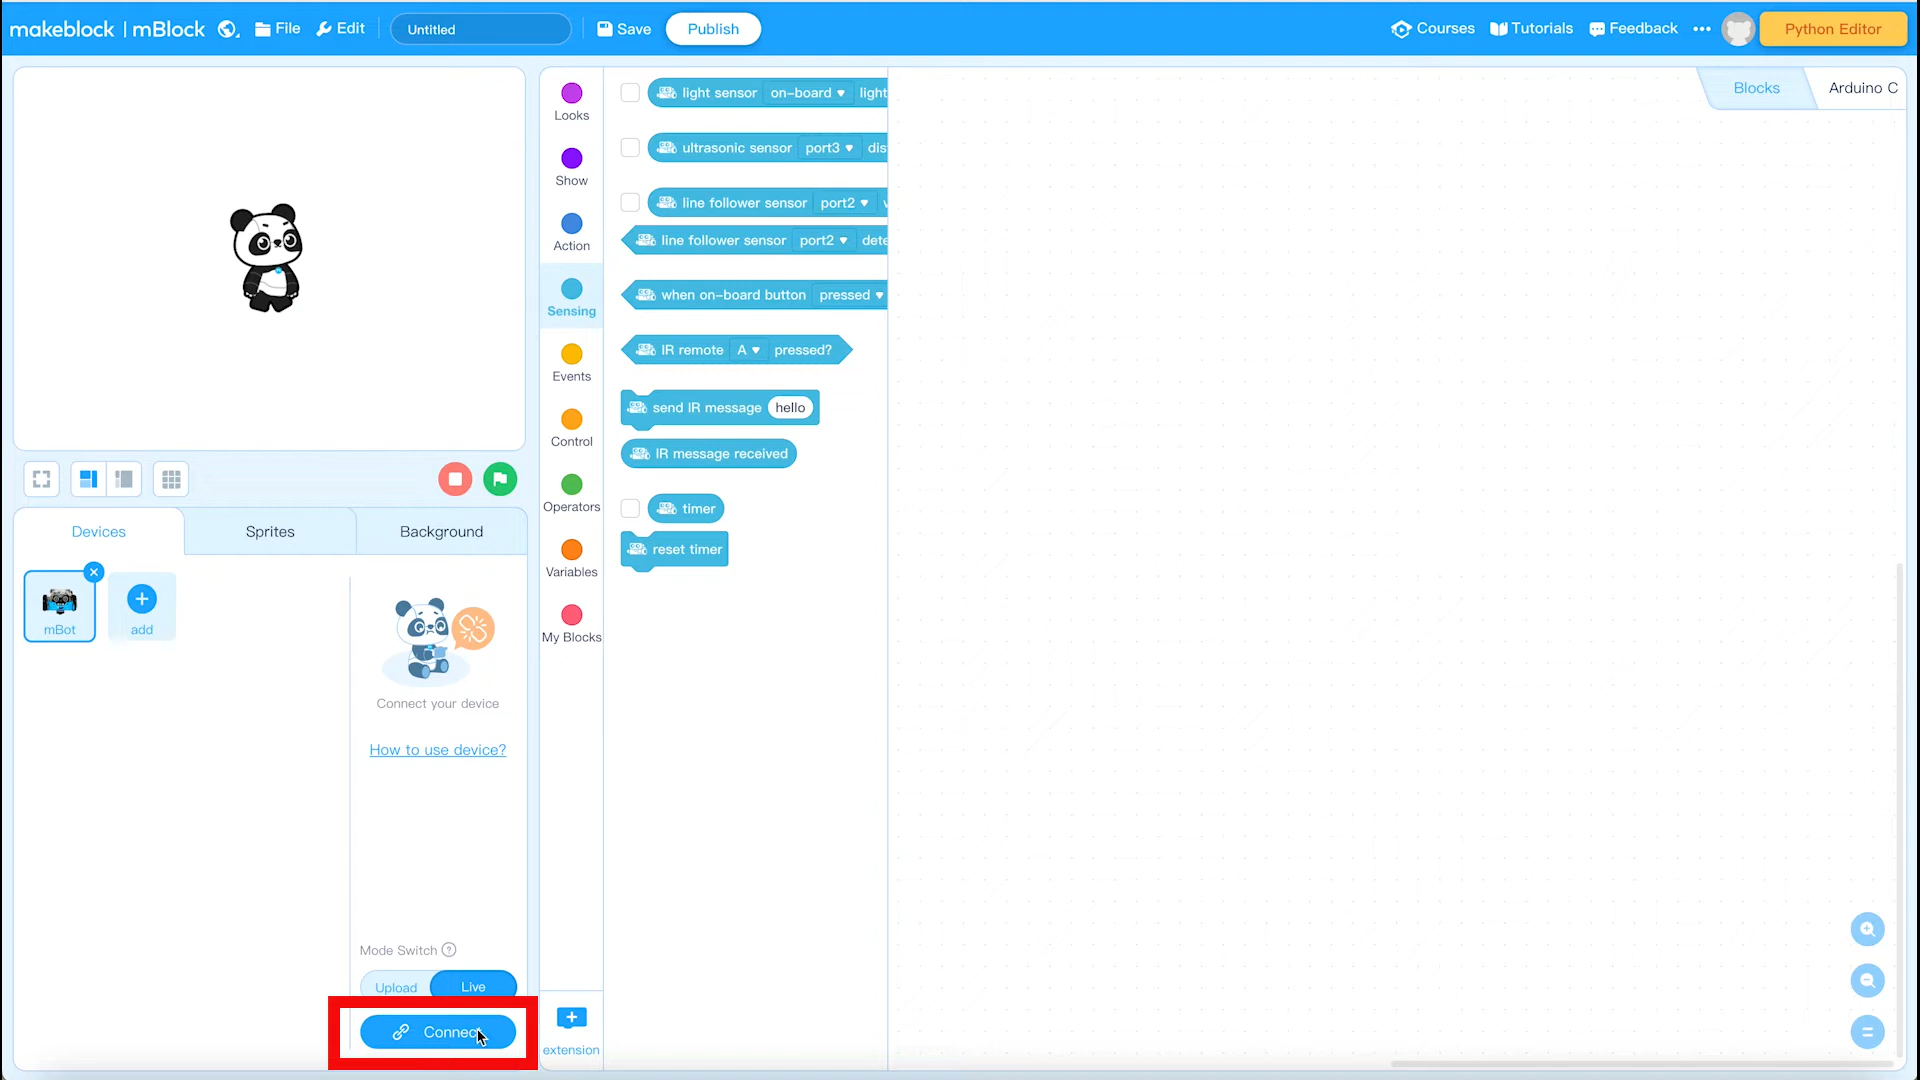 makeblock | mBlock File Edit Untitled Save Publish Courses Tutorials Feedback Python Editor
Blocks Arduino C
Looks
Show
Action
Sensing
Events
Control
Operators
Variables
My Blocks
extension
light sensor on-board light
ultrasonic sensor port3 dis
line follower sensor port2
line follower sensor port2 dete
when on-board button pressed
IR remote A pressed?
send IR message hello
IR message received
timer
reset timer
Devices Sprites Background
mBot add
Connect your device
How to use device?
Mode Switch ?
Upload Live
Connect